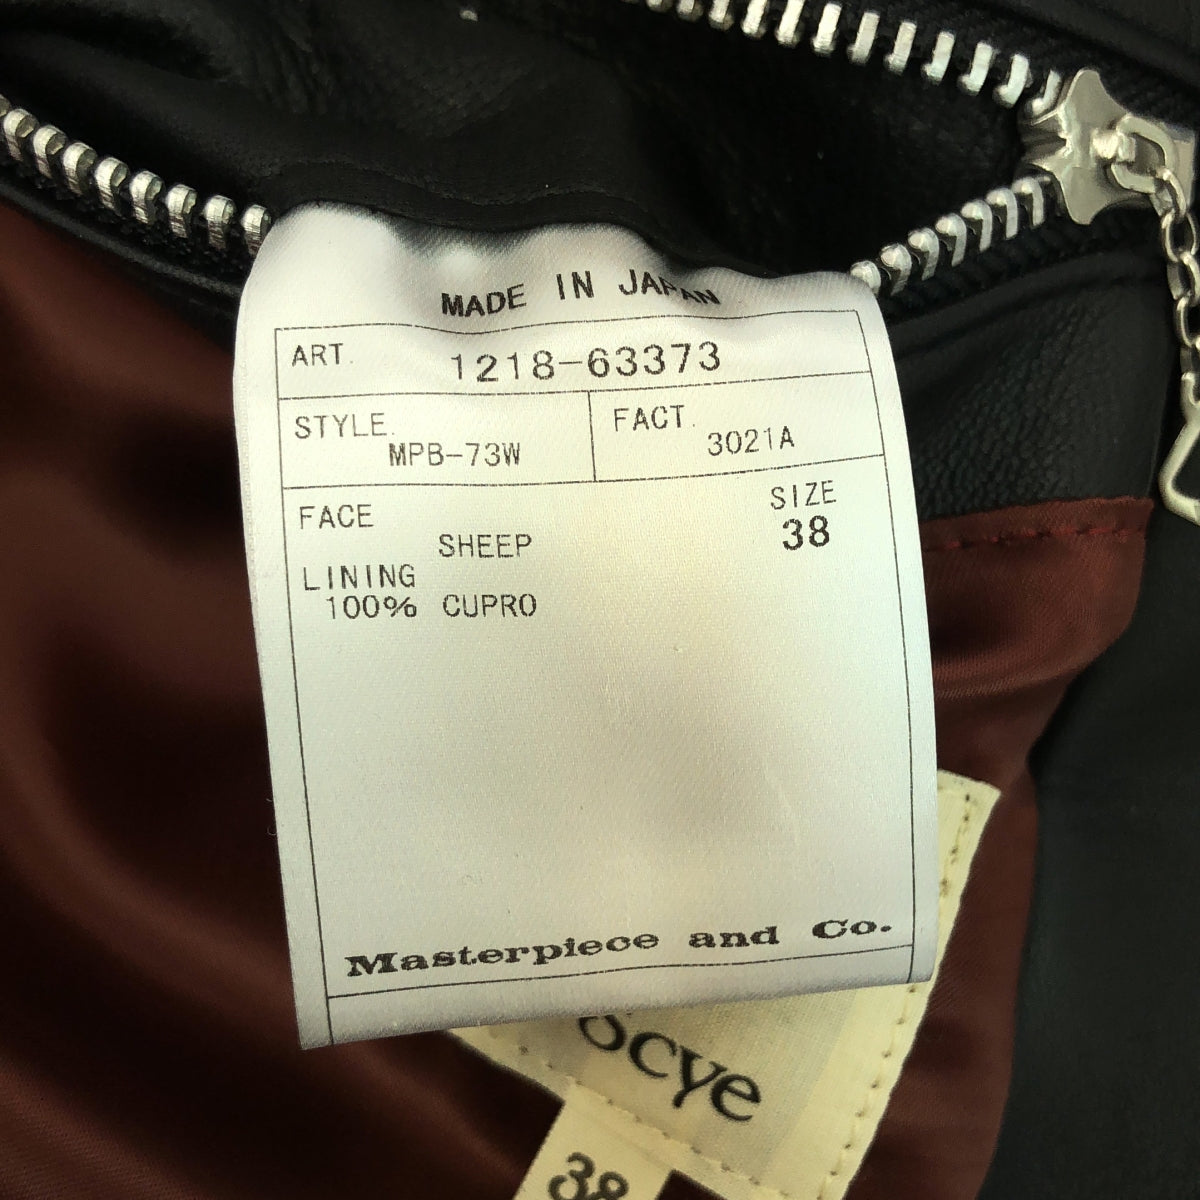 MADE IN JAPAN
ART. 1218-63373
STYLE. FACT.
MPB-73W 3021A
FACE SIZE
SHEEP 38
LINING
100% CUPRO
Masterpiece and Co.
ocye
38